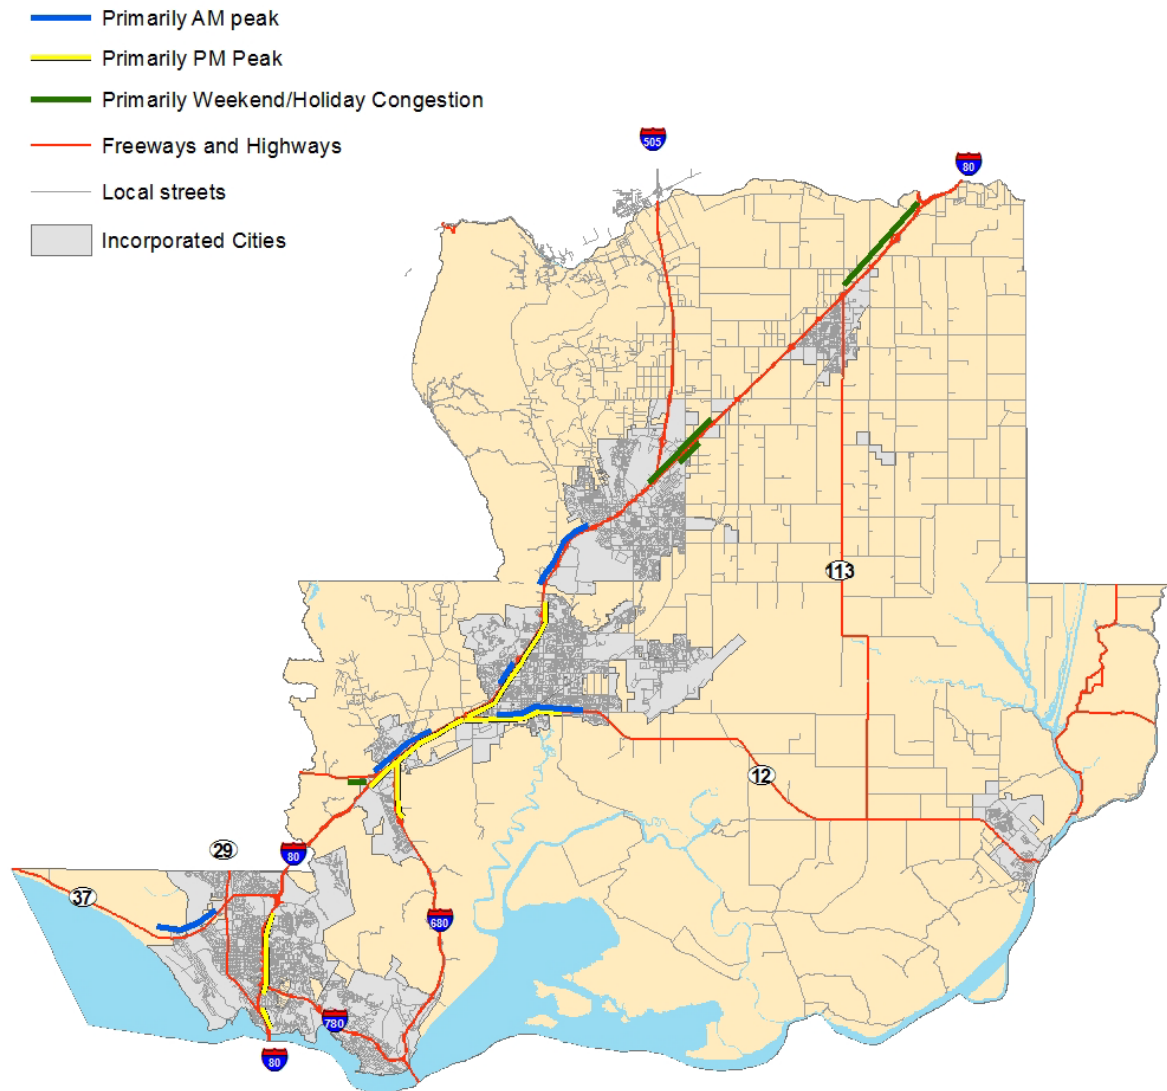 Primarily AM peak
Primarily PM Peak
Primarily Weekend/Holiday Congestion
Freeways and Highways
Local streets
Incorporated Cities
505
80
113
12
29
80
37
680
780
80